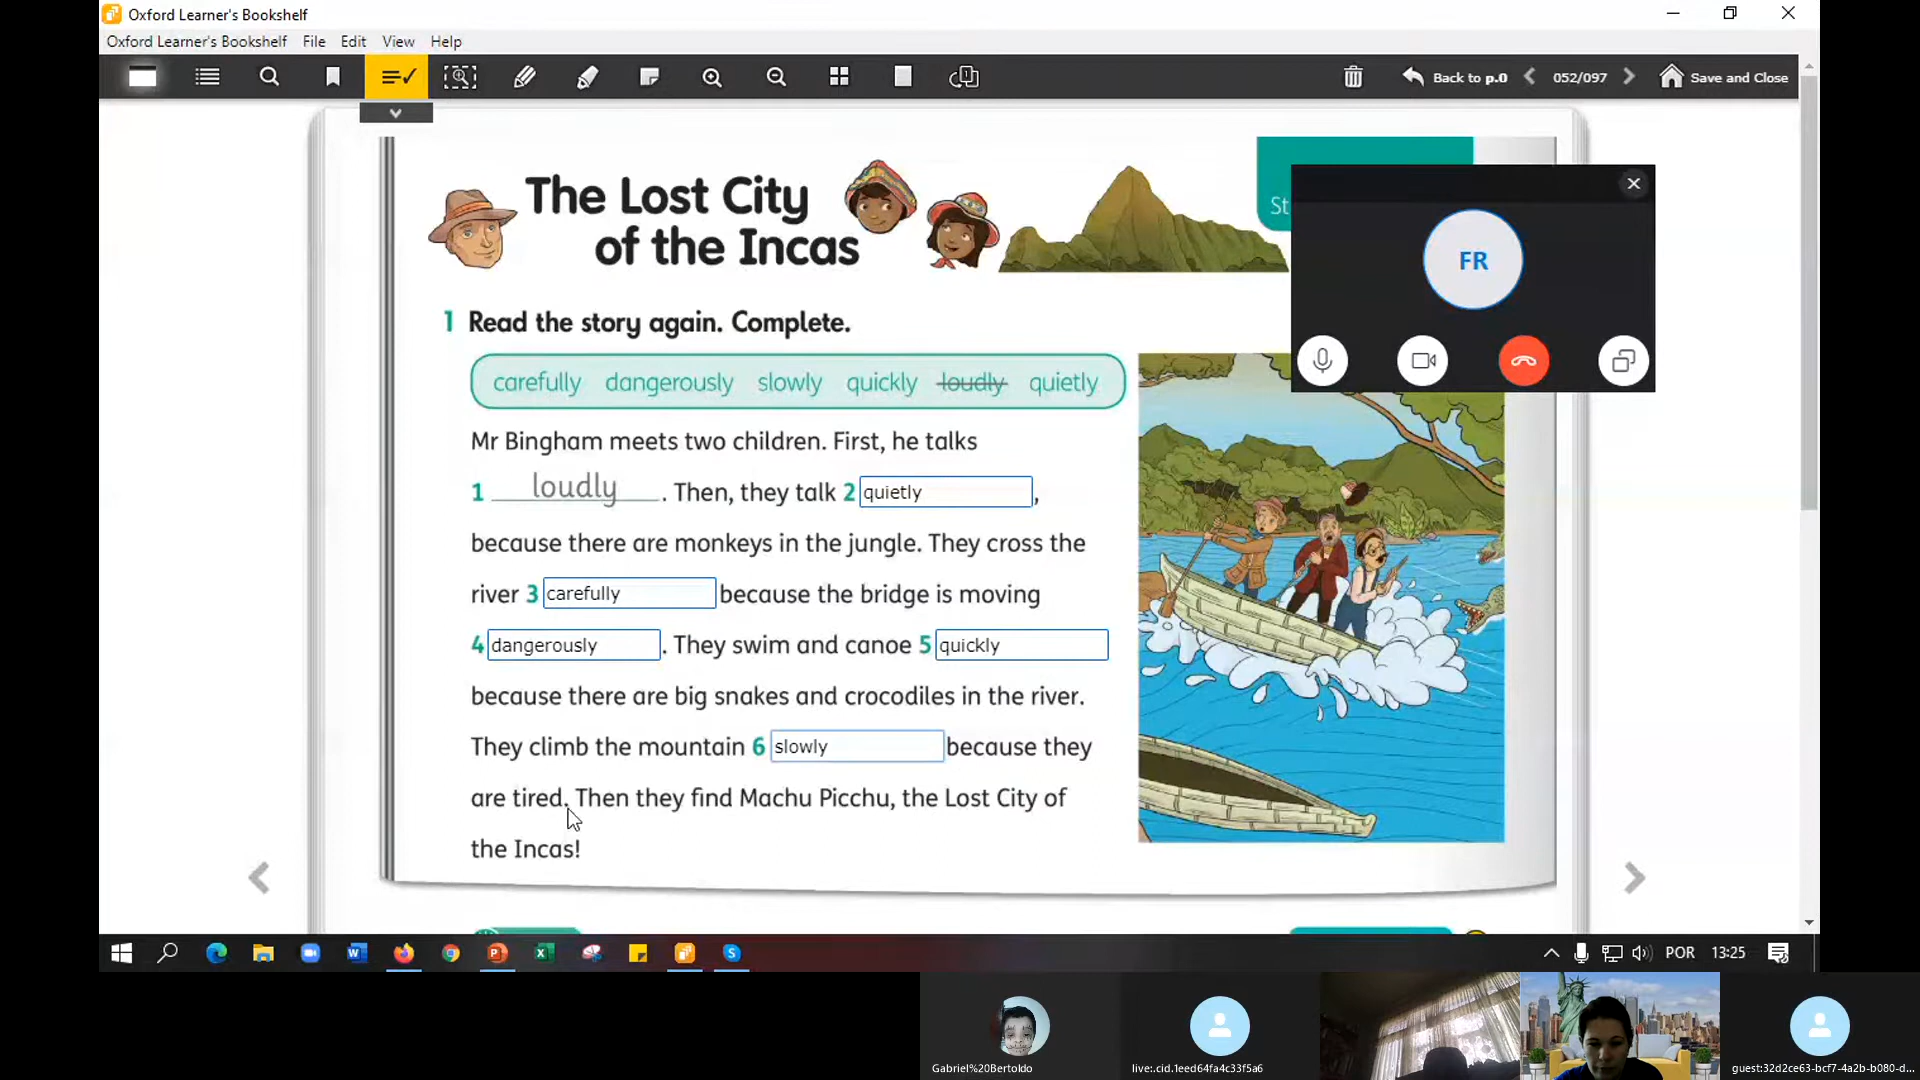 Oxford Learner's Bookshelf
Oxford Learner's Bookshelf File Edit View Help
Back to p.0 052/097 Save and Close
The Lost City
of the Incas
St
FR
1 Read the story again. Complete.
carefully dangerously slowly quickly loudly quietly
Mr Bingham meets two children. First, he talks
1 loudly . Then, they talk 2 quietly ,
because there are monkeys in the jungle. They cross the
river 3 carefully because the bridge is moving
4 dangerously . They swim and canoe 5 quickly
because there are big snakes and crocodiles in the river.
They climb the mountain 6 slowly because they
are tired. Then they find Machu Picchu, the Lost City of
the Incas!
POR 13:25
Gabriel%20Bertoldo live:.cid.1eed64fa4c33f5a6 guest:32d2ce63-bcf7-4a2b-b080-d...